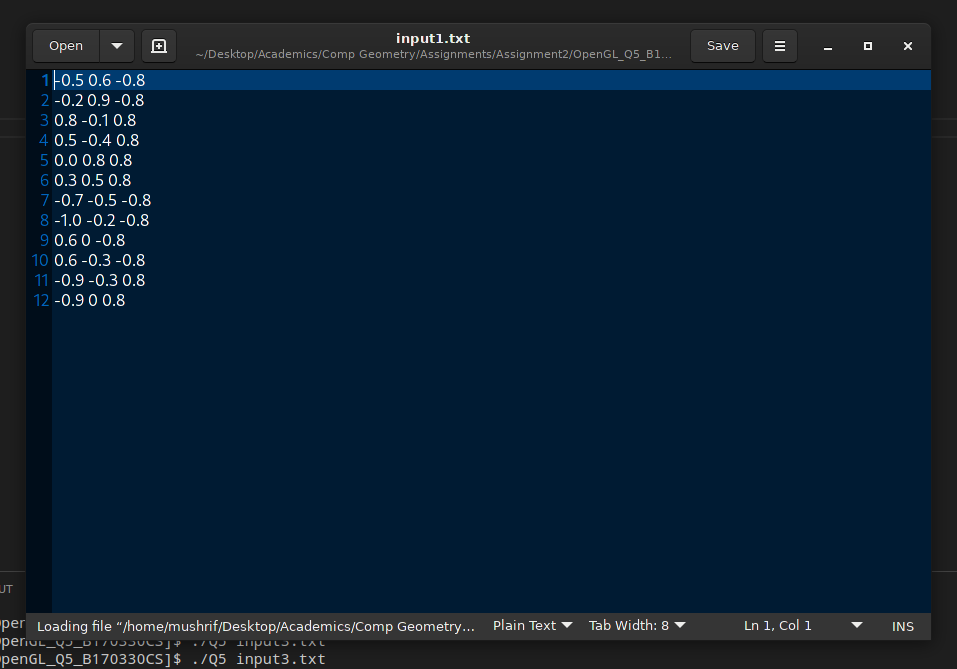 Open
input1.txt
~/Desktop/Academics/Comp Geometry/Assignments/Assignment2/OpenGL_Q5_B1...
Save
1 -0.5 0.6 -0.8
2 -0.2 0.9 -0.8
3 0.8 -0.1 0.8
4 0.5 -0.4 0.8
5 0.0 0.8 0.8
6 0.3 0.5 0.8
7 -0.7 -0.5 -0.8
8 -1.0 -0.2 -0.8
9 0.6 0 -0.8
10 0.6 -0.3 -0.8
11 -0.9 -0.3 0.8
12 -0.9 0 0.8
UT
Loading file “/home/mushrif/Desktop/Academics/Comp Geometry… Plain Text Tab Width: 8 Ln 1, Col 1 INS
penGL_Q5_B170330CS]$ ./Q5 input3.txt
penGL_Q5_B170330CS]$ ./Q5 input3.txt